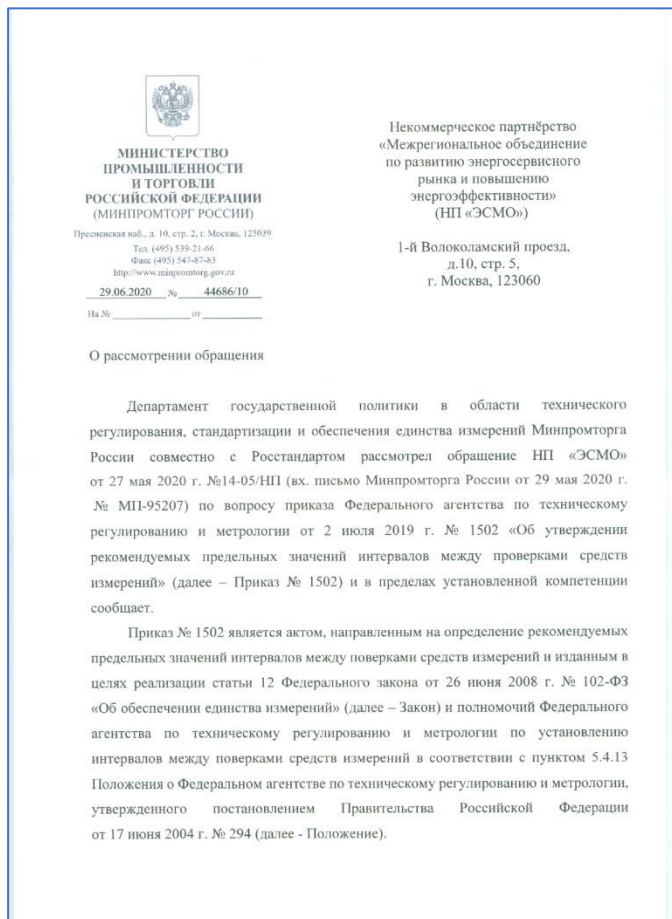 МИНИСТЕРСТВО
ПРОМЫШЛЕННОСТИ
И ТОРГОВЛИ
РОССИЙСКОЙ ФЕДЕРАЦИИ
(МИНПРОМТОРГ РОССИИ)
Пресненская наб., д. 10, стр. 2, г. Москва, 125039
Тел. (495) 539-21-66
Факс (495) 547-87-83
http://www.minpromtorg.gov.ru
29.06.2020 № 44686/10
На № от
Некоммерческое партнёрство
«Межрегиональное объединение
по развитию энергосервисного
рынка и повышению
энергоэффективности»
(НП «ЭСМО»)
1-й Волоколамский проезд,
д.10, стр. 5,
г. Москва, 123060
О рассмотрении обращения
Департамент государственной политики в области технического
регулирования, стандартизации и обеспечения единства измерений Минпромторга
России совместно с Росстандартом рассмотрел обращение НП «ЭСМО»
от 27 мая 2020 г. №14-05/НП (вх. письмо Минпромторга России от 29 мая 2020 г.
№ МП-95207) по вопросу приказа Федерального агентства по техническому
регулированию и метрологии от 2 июля 2019 г. № 1502 «Об утверждении
рекомендуемых предельных значений интервалов между проверками средств
измерений» (далее – Приказ № 1502) и в пределах установленной компетенции
сообщает.
Приказ № 1502 является актом, направленным на определение рекомендуемых
предельных значений интервалов между поверками средств измерений и изданным в
целях реализации статьи 12 Федерального закона от 26 июня 2008 г. № 102-ФЗ
«Об обеспечении единства измерений» (далее – Закон) и полномочий Федерального
агентства по техническому регулированию и метрологии по установлению
интервалов между поверками средств измерений в соответствии с пунктом 5.4.13
Положения о Федеральном агентстве по техническому регулированию и метрологии,
утвержденного постановлением Правительства Российской Федерации
от 17 июня 2004 г. № 294 (далее - Положение).